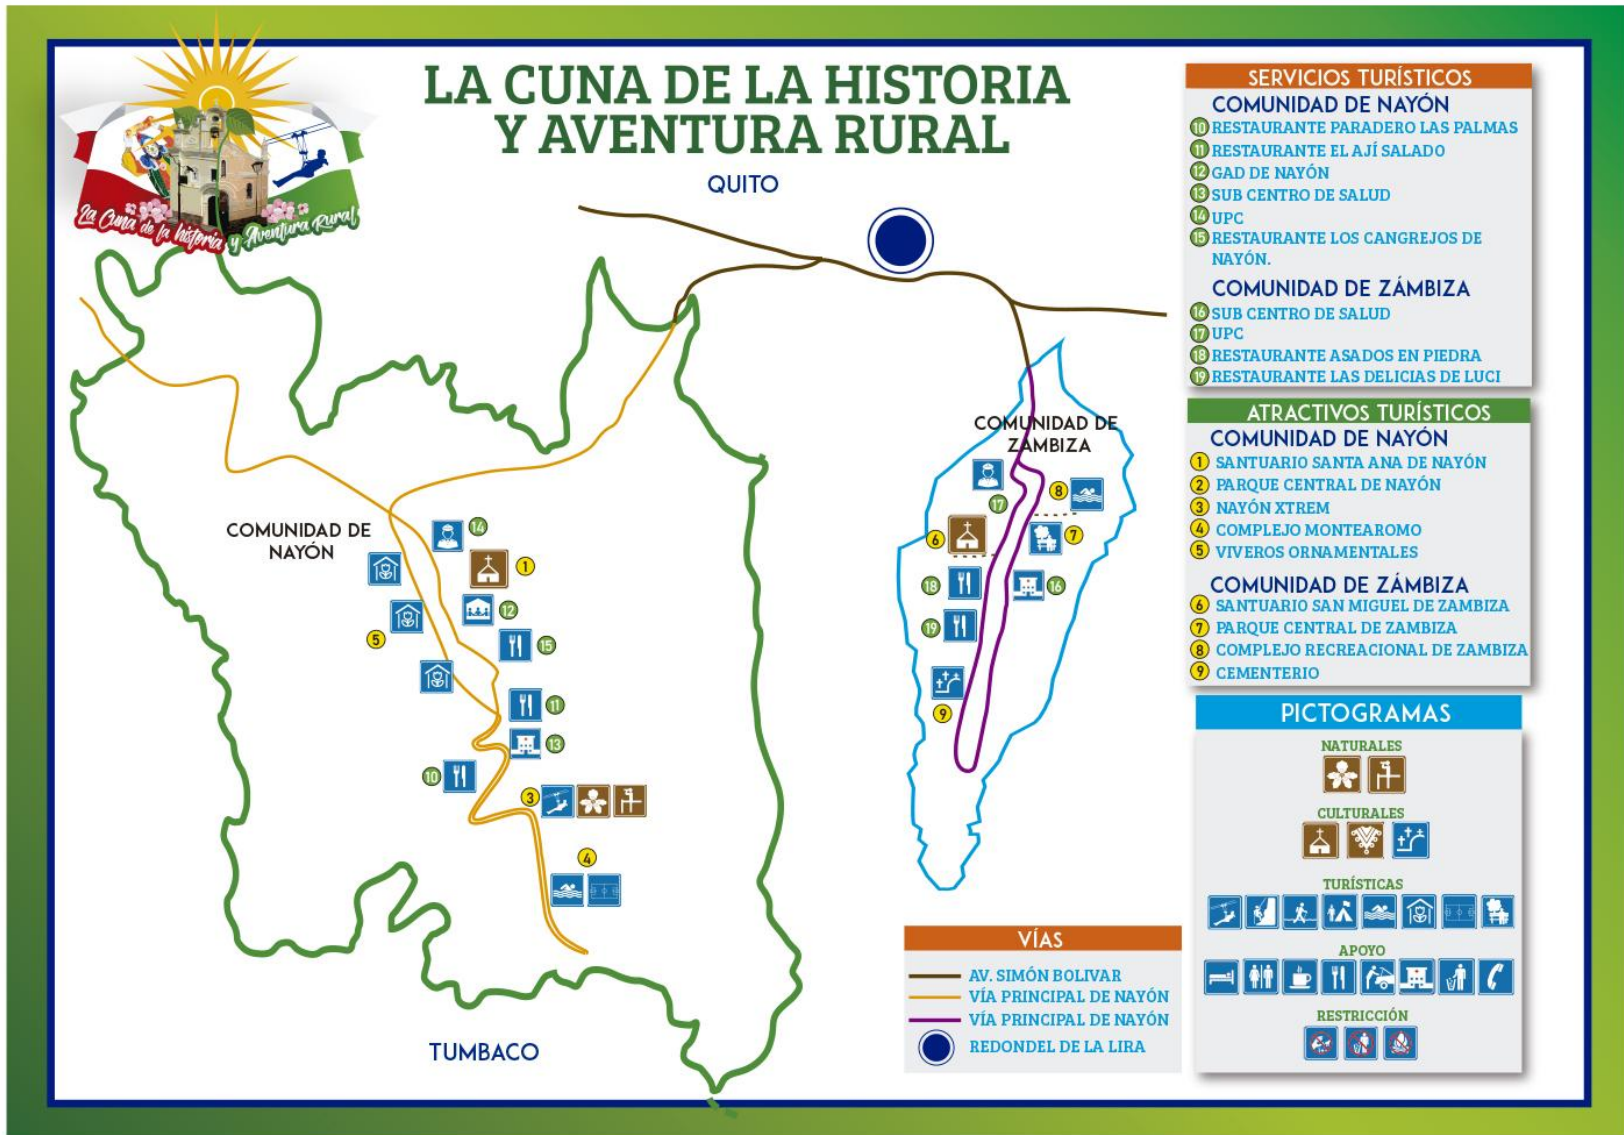 LA CUNA DE LA HISTORIA
Y AVENTURA RURAL
La Cuna de la historia y Aventura Rural
QUITO
COMUNIDAD DE
NAYÓN
14
1
12
5
15
11
13
10
3
4
TUMBACO
COMUNIDAD DE
ZAMBIZA
17
8
6
7
18
16
19
9
SERVICIOS TURÍSTICOS
COMUNIDAD DE NAYÓN
10 RESTAURANTE PARADERO LAS PALMAS
11 RESTAURANTE EL AJÍ SALADO
12 GAD DE NAYÓN
13 SUB CENTRO DE SALUD
14 UPC
15 RESTAURANTE LOS CANGREJOS DE
NAYÓN.
COMUNIDAD DE ZÁMBIZA
16 SUB CENTRO DE SALUD
17 UPC
18 RESTAURANTE ASADOS EN PIEDRA
19 RESTAURANTE LAS DELICIAS DE LUCI
ATRACTIVOS TURÍSTICOS
COMUNIDAD DE NAYÓN
1 SANTUARIO SANTA ANA DE NAYÓN
2 PARQUE CENTRAL DE NAYÓN
3 NAYÓN XTREM
4 COMPLEJO MONTEAROMO
5 VIVEROS ORNAMENTALES
COMUNIDAD DE ZÁMBIZA
6 SANTUARIO SAN MIGUEL DE ZAMBIZA
7 PARQUE CENTRAL DE ZAMBIZA
8 COMPLEJO RECREACIONAL DE ZAMBIZA
9 CEMENTERIO
PICTOGRAMAS
NATURALES
CULTURALES
TURÍSTICAS
APOYO
RESTRICCIÓN
VÍAS
AV. SIMÓN BOLIVAR
VÍA PRINCIPAL DE NAYÓN
VÍA PRINCIPAL DE NAYÓN
REDONDEL DE LA LIRA